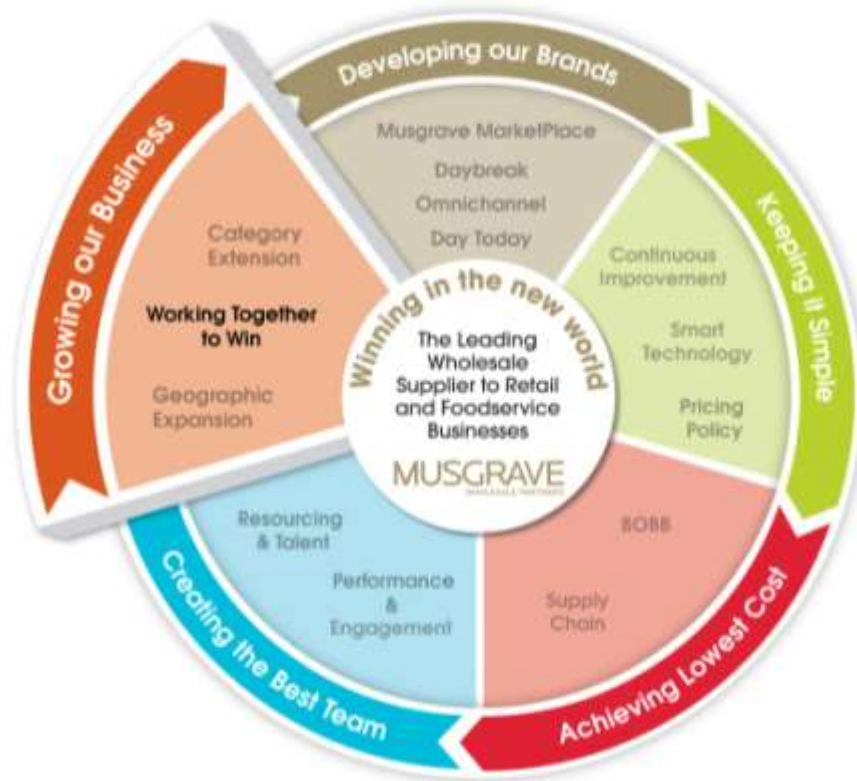 Developing our Brands
Musgrave MarketPlace
Daybreak
Omnichannel
Day Today
Keeping it Simple
Continuous
Improvement
Smart
Technology
Pricing
Policy
Achieving Lowest Cost
BOBB
Supply
Chain
Creating the Best Team
Resourcing
& Talent
Performance
&
Engagement
Growing our Business
Category
Extension
Working Together
to Win
Geographic
Expansion
Winning in the new world
The Leading
Wholesale
Supplier to Retail
and Foodservice
Businesses
MUSGRAVE
WHOLESALE PARTNERS